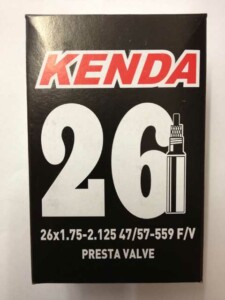 KENDA
26
26x1.75-2.125 47/57-559 F/V
PRESTA VALVE